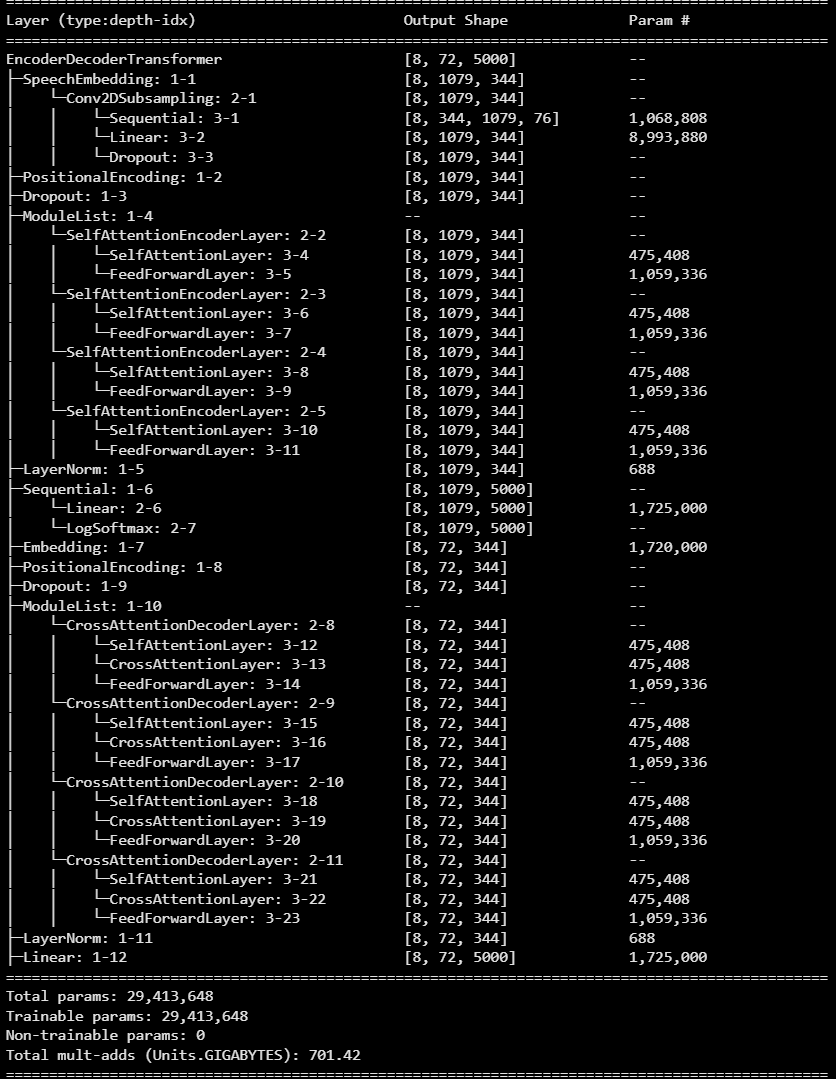 ==========================================================================================
Layer (type:depth-idx)                        Output Shape              Param #
==========================================================================================
EncoderDecoderTransformer                     [8, 72, 5000]             --
├─SpeechEmbedding: 1-1                        [8, 1079, 344]            --
│    └─Conv2DSubsampling: 2-1                 [8, 1079, 344]            --
│    │    └─Sequential: 3-1                   [8, 344, 1079, 76]        1,068,808
│    │    └─Linear: 3-2                       [8, 1079, 344]            8,993,880
│    │    └─Dropout: 3-3                      [8, 1079, 344]            --
├─PositionalEncoding: 1-2                     [8, 1079, 344]            --
├─Dropout: 1-3                                [8, 1079, 344]            --
├─ModuleList: 1-4                             --                        --
│    └─SelfAttentionEncoderLayer: 2-2         [8, 1079, 344]            --
│    │    └─SelfAttentionLayer: 3-4           [8, 1079, 344]            475,408
│    │    └─FeedForwardLayer: 3-5             [8, 1079, 344]            1,059,336
│    └─SelfAttentionEncoderLayer: 2-3         [8, 1079, 344]            --
│    │    └─SelfAttentionLayer: 3-6           [8, 1079, 344]            475,408
│    │    └─FeedForwardLayer: 3-7             [8, 1079, 344]            1,059,336
│    └─SelfAttentionEncoderLayer: 2-4         [8, 1079, 344]            --
│    │    └─SelfAttentionLayer: 3-8           [8, 1079, 344]            475,408
│    │    └─FeedForwardLayer: 3-9             [8, 1079, 344]            1,059,336
│    └─SelfAttentionEncoderLayer: 2-5         [8, 1079, 344]            --
│    │    └─SelfAttentionLayer: 3-10          [8, 1079, 344]            475,408
│    │    └─FeedForwardLayer: 3-11            [8, 1079, 344]            1,059,336
├─LayerNorm: 1-5                              [8, 1079, 344]            688
├─Sequential: 1-6                             [8, 1079, 5000]           --
│    └─Linear: 2-6                            [8, 1079, 5000]           1,725,000
│    └─LogSoftmax: 2-7                        [8, 1079, 5000]           --
├─Embedding: 1-7                              [8, 72, 344]              1,720,000
├─PositionalEncoding: 1-8                     [8, 72, 344]              --
├─Dropout: 1-9                                [8, 72, 344]              --
├─ModuleList: 1-10                            --                        --
│    └─CrossAttentionDecoderLayer: 2-8        [8, 72, 344]              --
│    │    └─SelfAttentionLayer: 3-12          [8, 72, 344]              475,408
│    │    └─CrossAttentionLayer: 3-13         [8, 72, 344]              475,408
│    │    └─FeedForwardLayer: 3-14            [8, 72, 344]              1,059,336
│    └─CrossAttentionDecoderLayer: 2-9        [8, 72, 344]              --
│    │    └─SelfAttentionLayer: 3-15          [8, 72, 344]              475,408
│    │    └─CrossAttentionLayer: 3-16         [8, 72, 344]              475,408
│    │    └─FeedForwardLayer: 3-17            [8, 72, 344]              1,059,336
│    └─CrossAttentionDecoderLayer: 2-10       [8, 72, 344]              --
│    │    └─SelfAttentionLayer: 3-18          [8, 72, 344]              475,408
│    │    └─CrossAttentionLayer: 3-19         [8, 72, 344]              475,408
│    │    └─FeedForwardLayer: 3-20            [8, 72, 344]              1,059,336
│    └─CrossAttentionDecoderLayer: 2-11       [8, 72, 344]              --
│    │    └─SelfAttentionLayer: 3-21          [8, 72, 344]              475,408
│    │    └─CrossAttentionLayer: 3-22         [8, 72, 344]              475,408
│    │    └─FeedForwardLayer: 3-23            [8, 72, 344]              1,059,336
├─LayerNorm: 1-11                             [8, 72, 344]              688
├─Linear: 1-12                                [8, 72, 5000]             1,725,000
==========================================================================================
Total params: 29,413,648
Trainable params: 29,413,648
Non-trainable params: 0
Total mult-adds (Units.GIGABYTES): 701.42
==========================================================================================